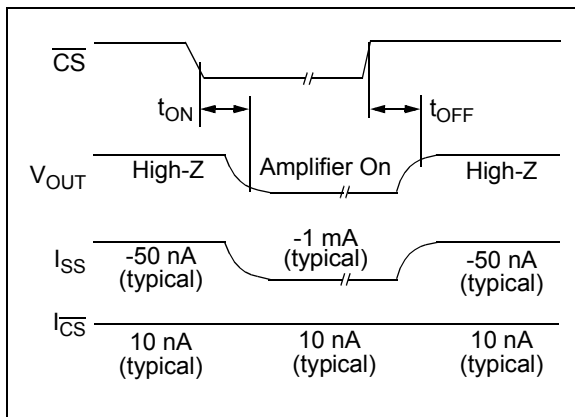 CS
tON
tOFF
VOUT
High-Z
Amplifier On
High-Z
ISS
-50 nA
(typical)
-1 mA
(typical)
-50 nA
(typical)
ICS
10 nA
(typical)
10 nA
(typical)
10 nA
(typical)